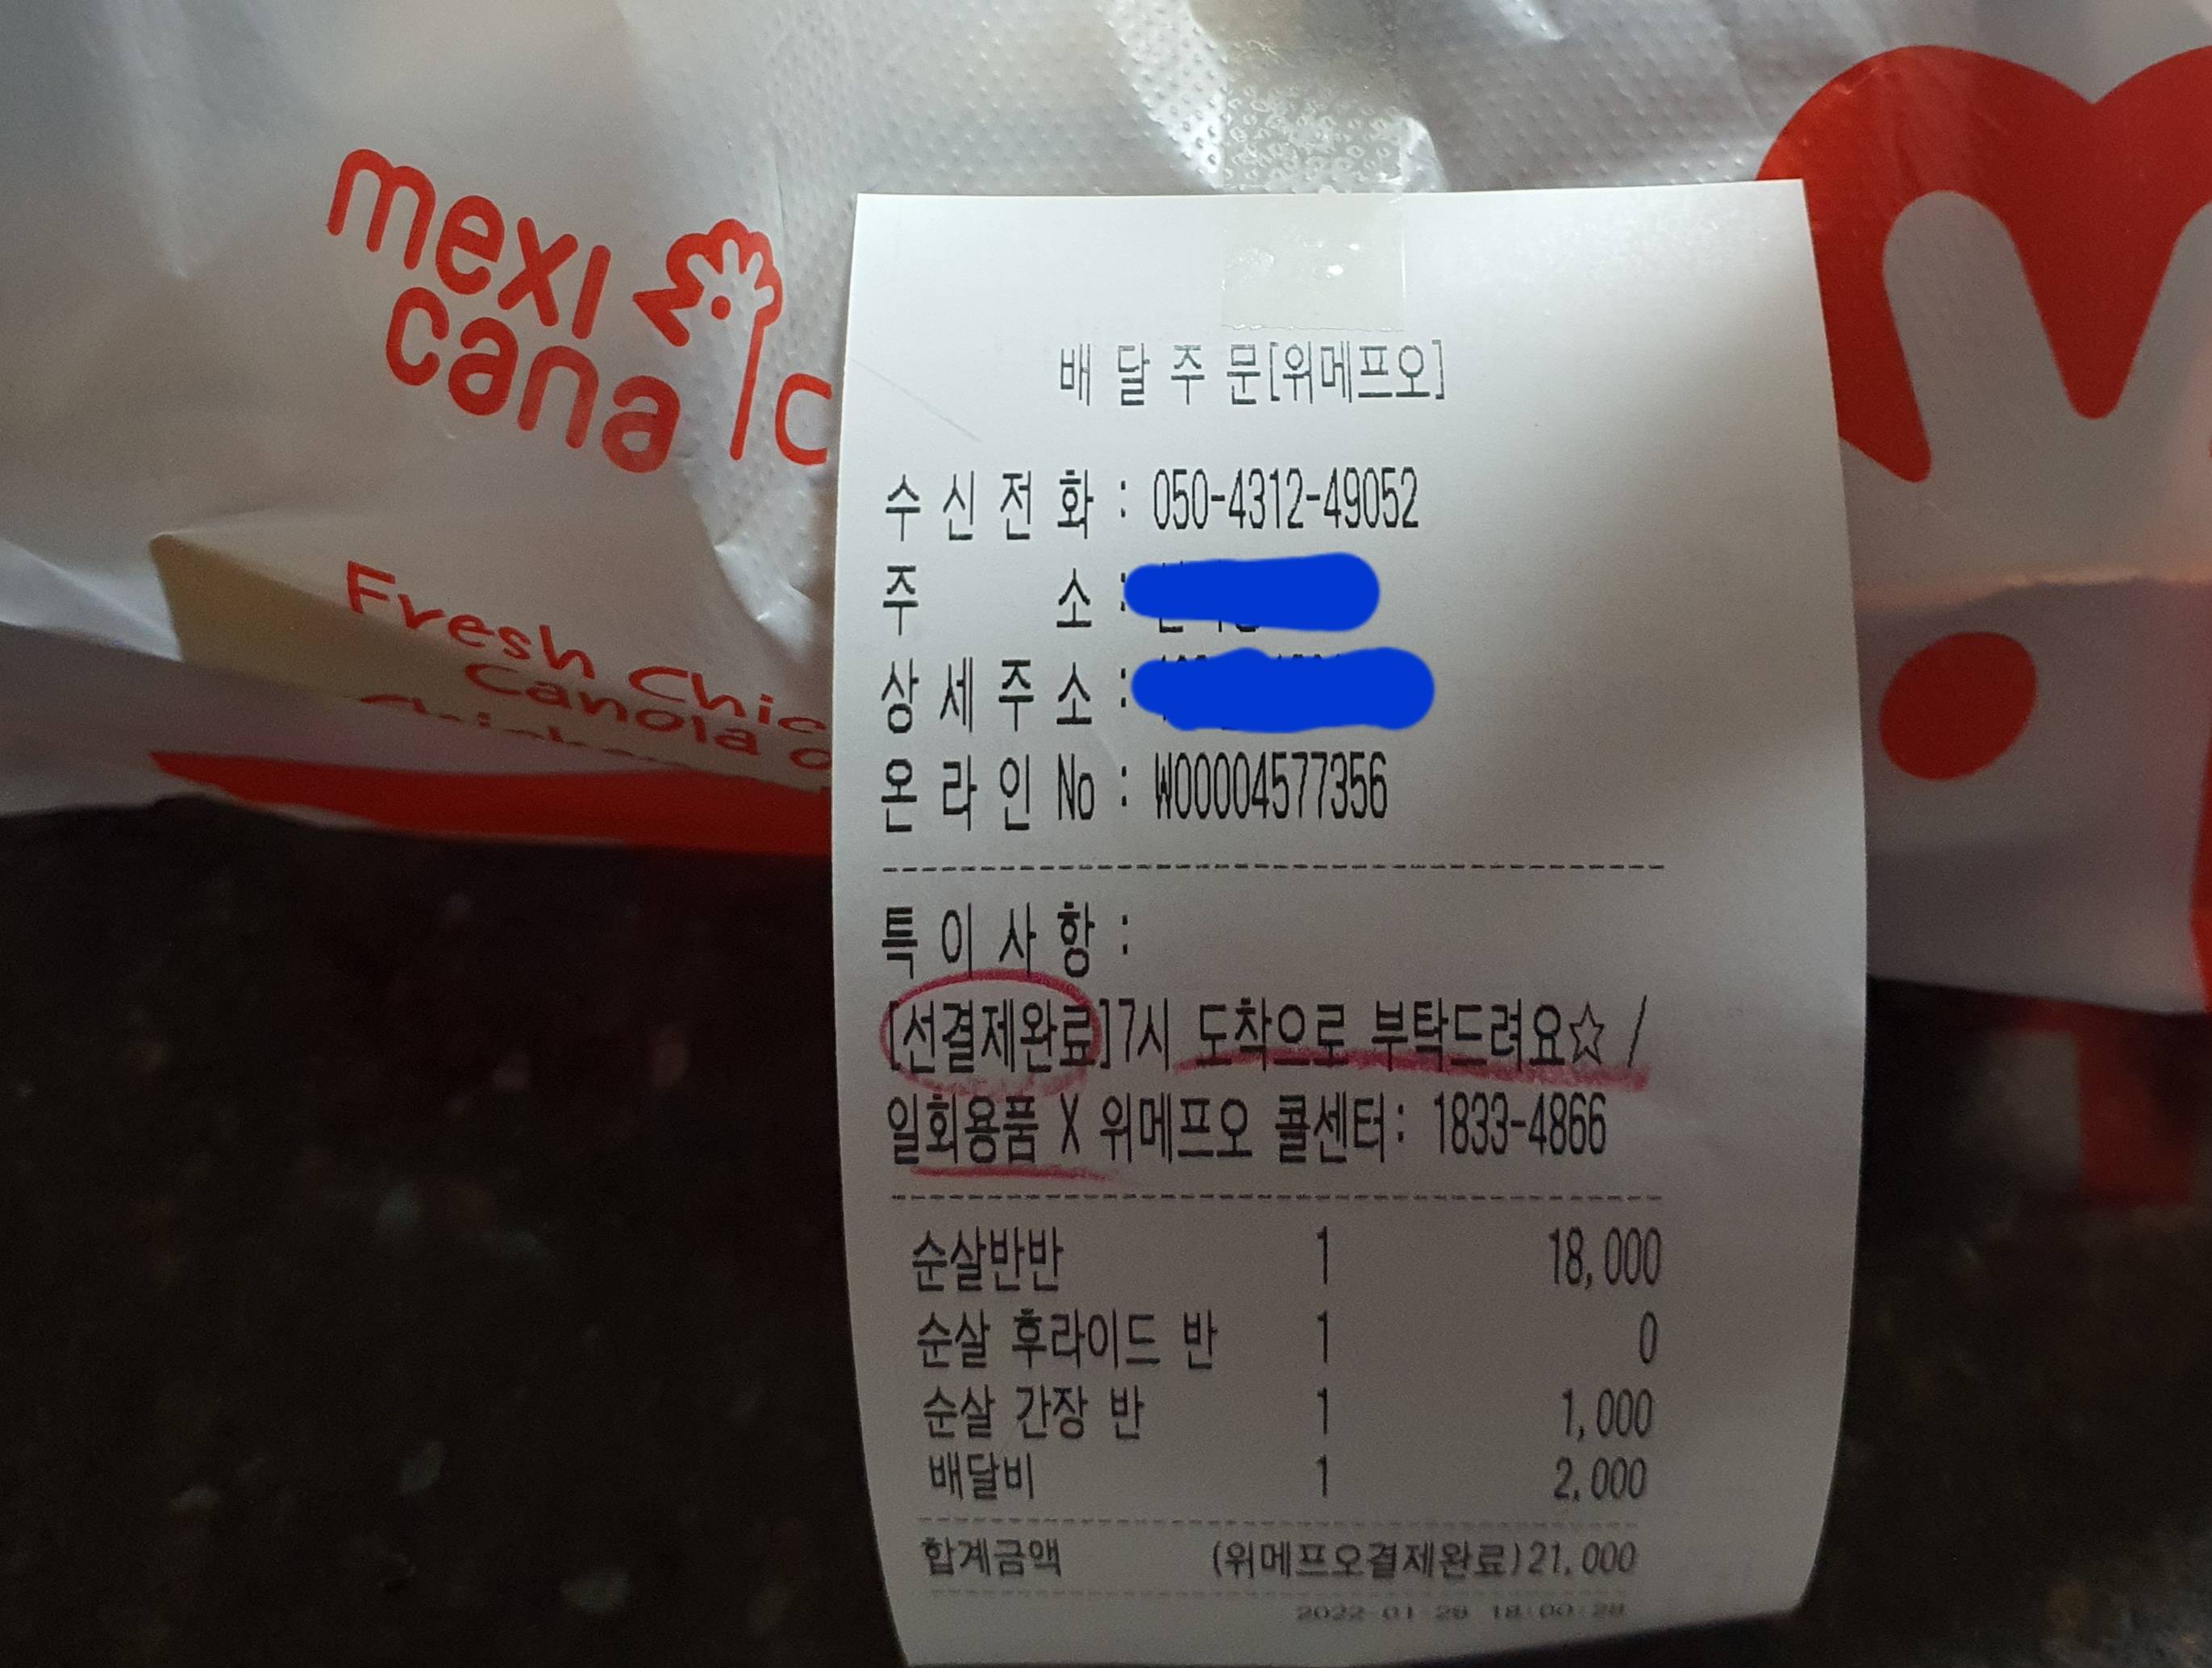 mexi
cana
c
Fresh Chic
Canola o
배달주문[위메프오]
수신전화 : 050-4312-49052
주 소 :
상세주소 :
온라인No : W00004577356
특이사항 :
[선결제완료]7시 도착으로 부탁드려요☆ /
일회용품 X 위메프오 콜센터: 1833-4866
순살반반 1 18,000
순살 후라이드 반 1 0
순살 간장 반 1 1,000
배달비 1 2,000
합계금액 (위메프오결제완료)21,000